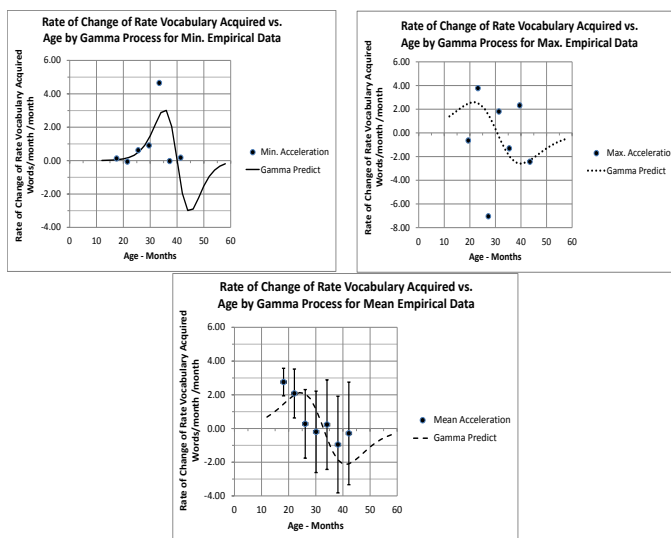 Rate of Change of Rate Vocabulary Acquired vs.
Age by Gamma Process for Min. Empirical Data
Rate of Change of Rate Vocabulary Acquired
Words/month /month
6.00
4.00
2.00
0.00
-2.00
-4.00
0 10 20 30 40 50 60
Age - Months
Min. Acceleration
Gamma Predict
Rate of Change of Rate Vocabulary Acquired vs.
Age by Gamma Process for Max. Empirical Data
Rate of Change of Rate Vocabulary Acquired
Words/month /month
6.00
4.00
2.00
0.00
-2.00
-4.00
-6.00
-8.00
0 10 20 30 40 50 60
Age - Months
Max. Acceleration
Gamma Predict
Rate of Change of Rate Vocabulary Acquired vs.
Age by Gamma Process for Mean Empirical Data
Rate of Change of Rate Vocabulary Acquired
Words/month /month
6.00
4.00
2.00
0.00
-2.00
-4.00
0 10 20 30 40 50 60
Age - Months
Mean Acceleration
Gamma Predict